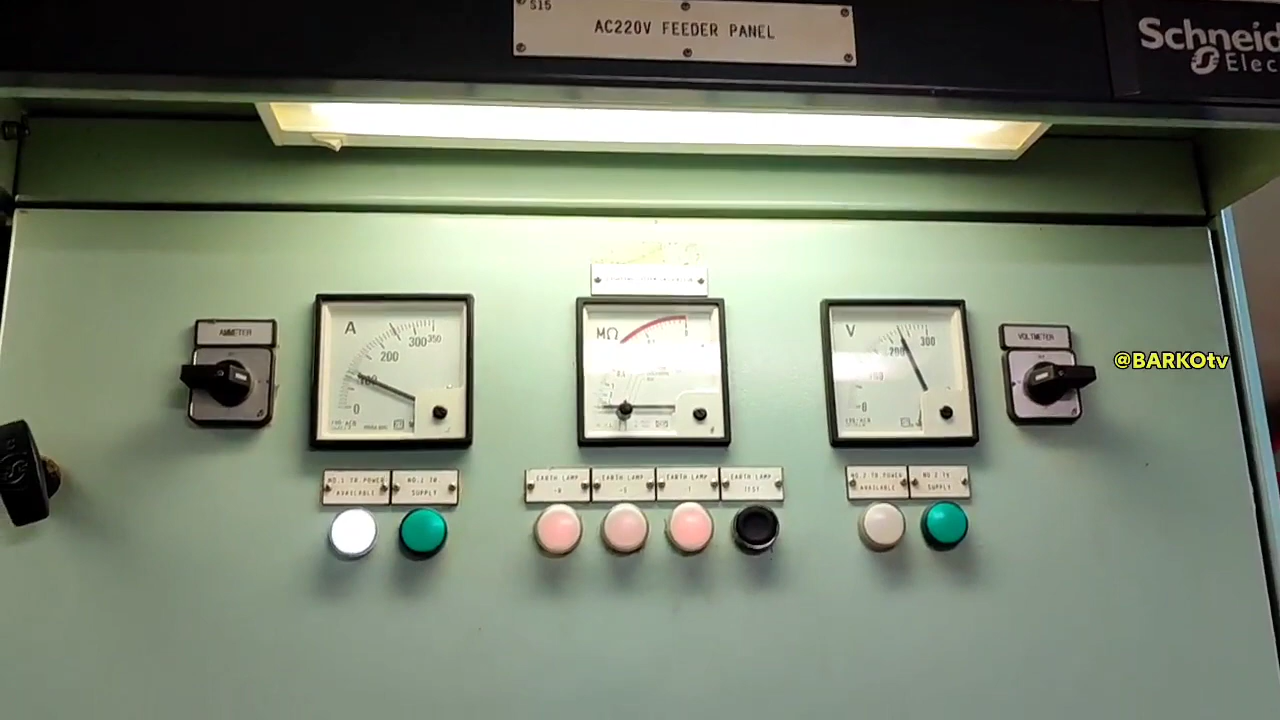 S15
AC220V FEEDER PANEL
Schneid
Elec
AMMETER
A
0
100
200
300
350
MΩ
V
0
100
200
300
VOLTMETER
@BARKOtv
NO.1 TR.POWER
AVAILABLE
NO.1 TR
SUPPLY
EARTH LAMP
-R
EARTH LAMP
-S
EARTH LAMP
EARTH LAMP
TEST
NO.2 TR.POWER
AVAILABLE
NO.2 TR
SUPPLY